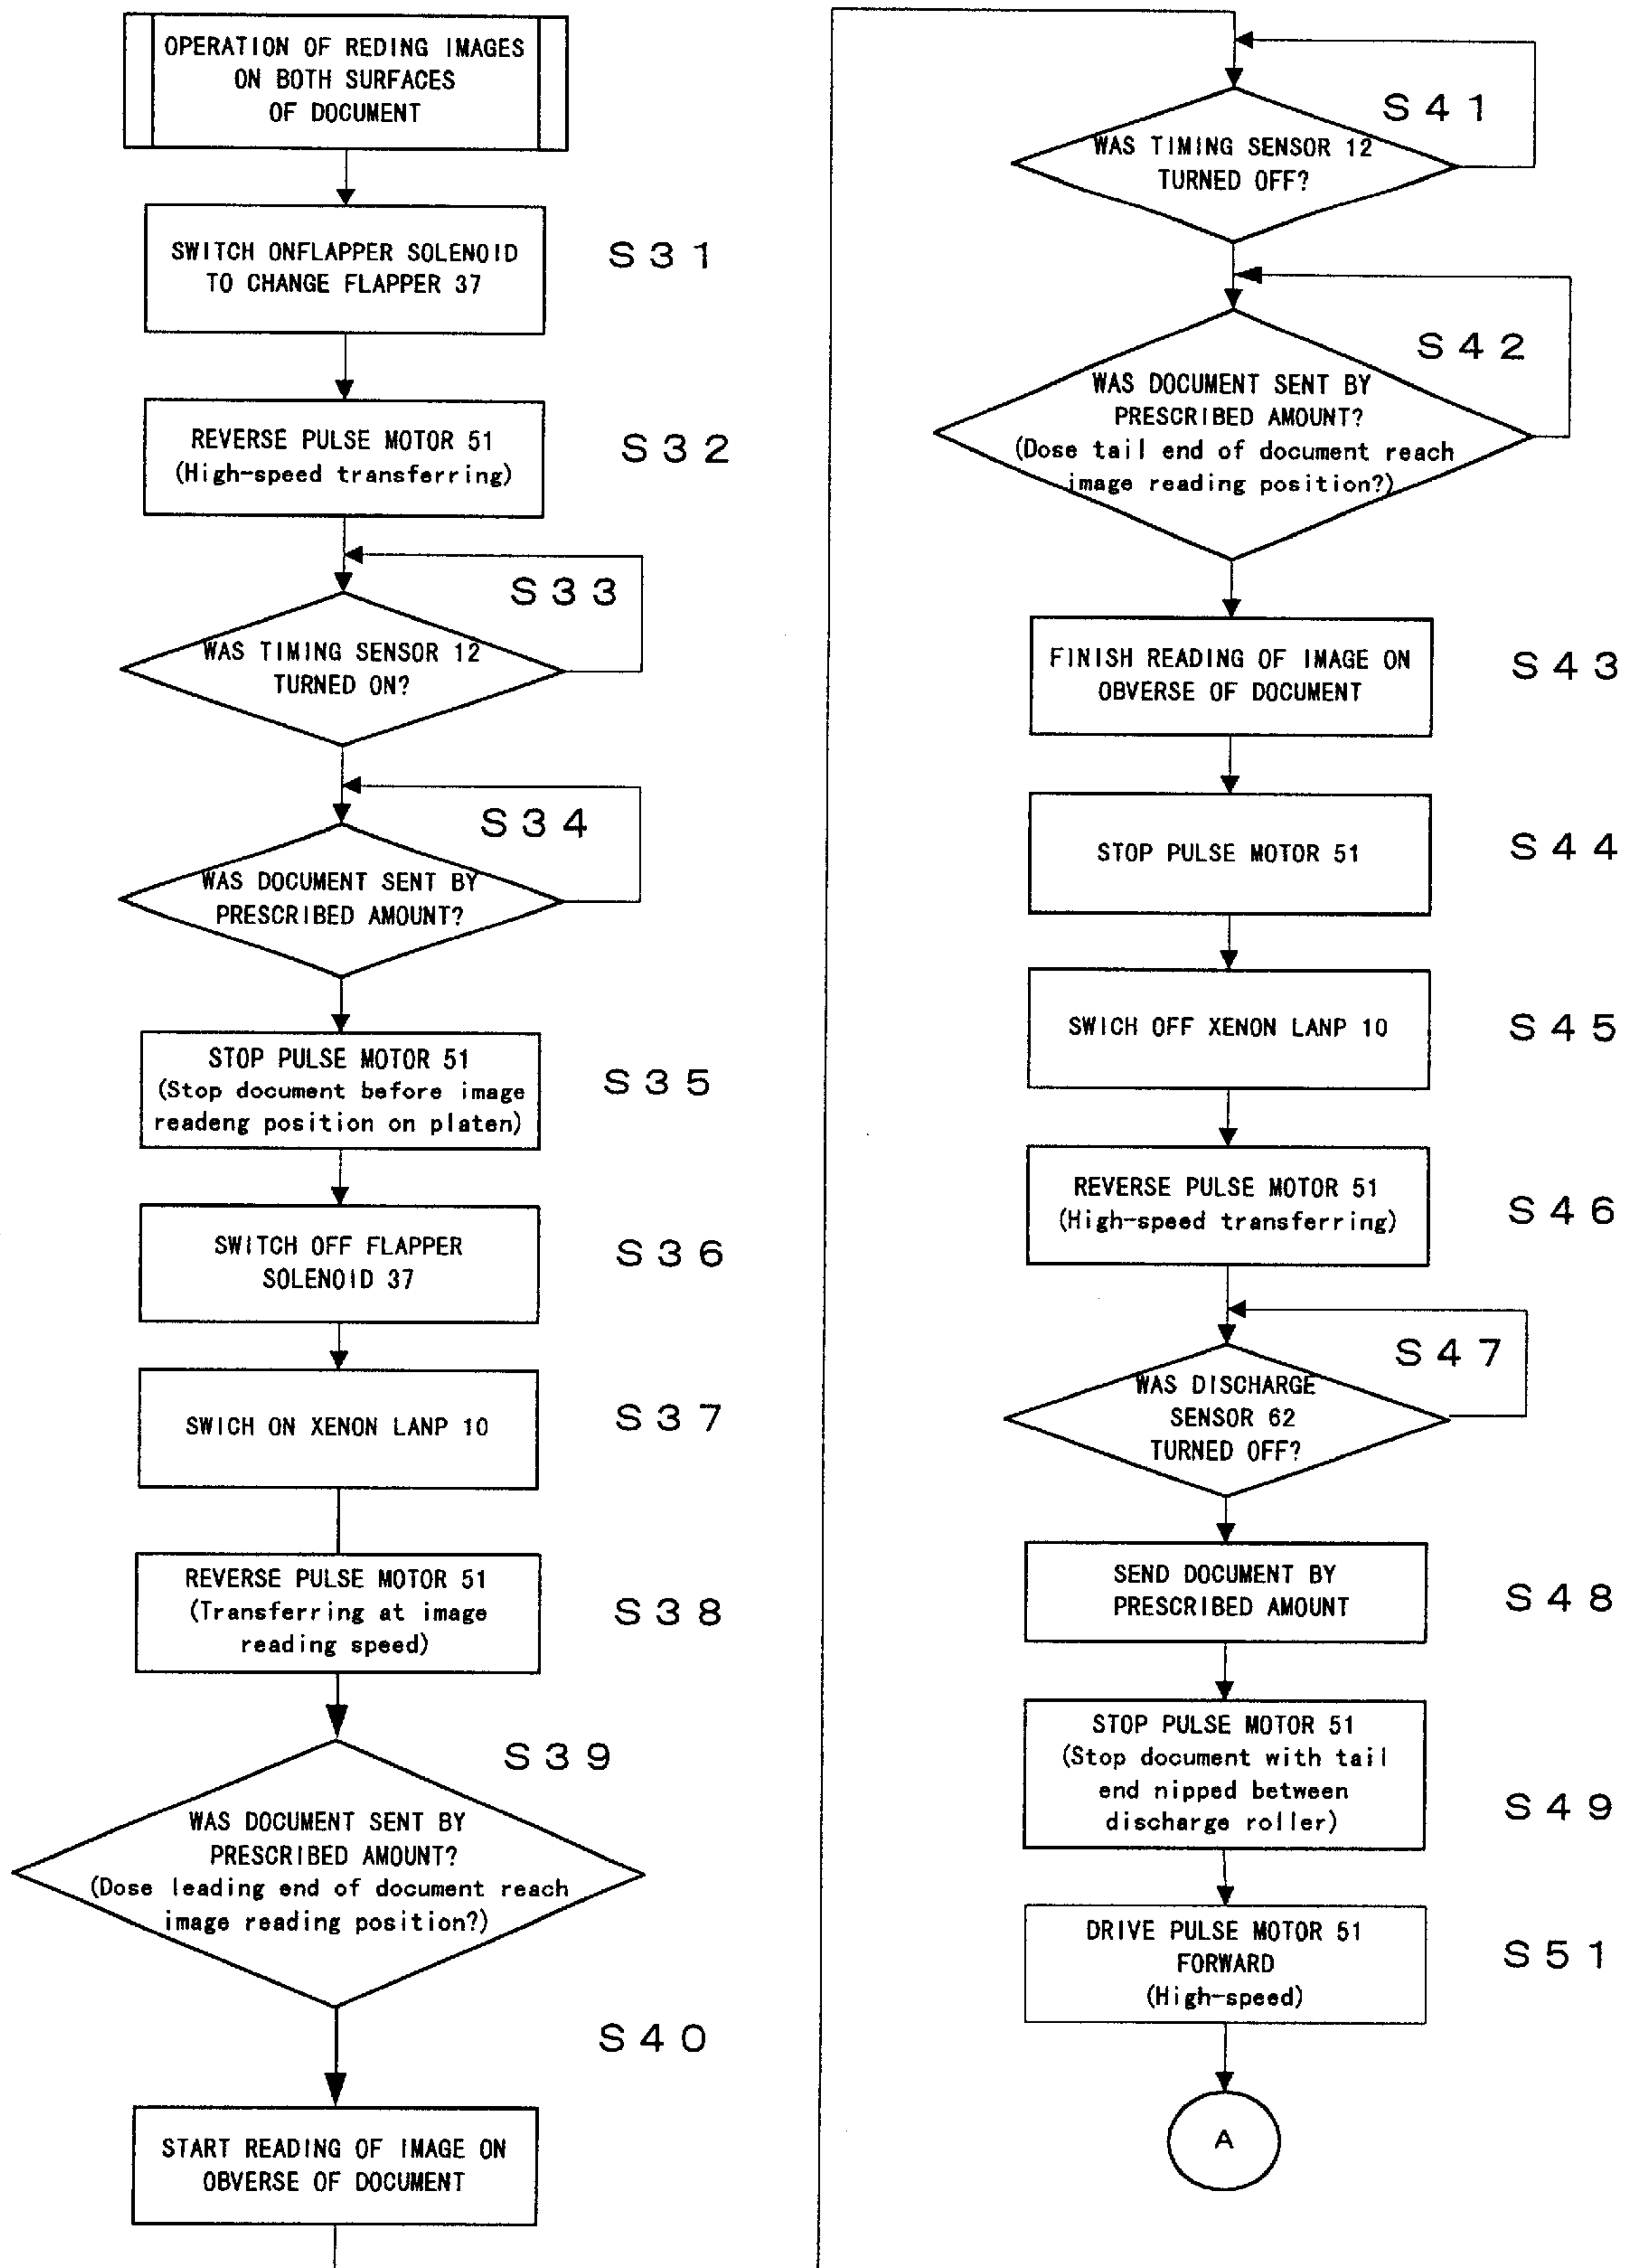 OPERATION OF REDING IMAGES
ON BOTH SURFACES
OF DOCUMENT
SWITCH ONFLAPPER SOLENOID
TO CHANGE FLAPPER 37
S31
REVERSE PULSE MOTOR 51
(High-speed transferring)
S32
S33
WAS TIMING SENSOR 12
TURNED ON?
S34
WAS DOCUMENT SENT BY
PRESCRIBED AMOUNT?
STOP PULSE MOTOR 51
(Stop document before image
readeng position on platen)
S35
SWITCH OFF FLAPPER
SOLENOID 37
S36
SWICH ON XENON LANP 10
S37
REVERSE PULSE MOTOR 51
(Transferring at image
reading speed)
S38
S39
WAS DOCUMENT SENT BY
PRESCRIBED AMOUNT?
(Dose leading end of document reach
image reading position?)
S40
START READING OF IMAGE ON
OBVERSE OF DOCUMENT
S41
WAS TIMING SENSOR 12
TURNED OFF?
S42
WAS DOCUMENT SENT BY
PRESCRIBED AMOUNT?
(Dose tail end of document reach
image reading position?)
FINISH READING OF IMAGE ON
OBVERSE OF DOCUMENT
S43
STOP PULSE MOTOR 51
S44
SWICH OFF XENON LANP 10
S45
REVERSE PULSE MOTOR 51
(High-speed transferring)
S46
S47
WAS DISCHARGE
SENSOR 62
TURNED OFF?
SEND DOCUMENT BY
PRESCRIBED AMOUNT
S48
STOP PULSE MOTOR 51
(Stop document with tail
end nipped between
discharge roller)
S49
DRIVE PULSE MOTOR 51
FORWARD
(High-speed)
S51
A